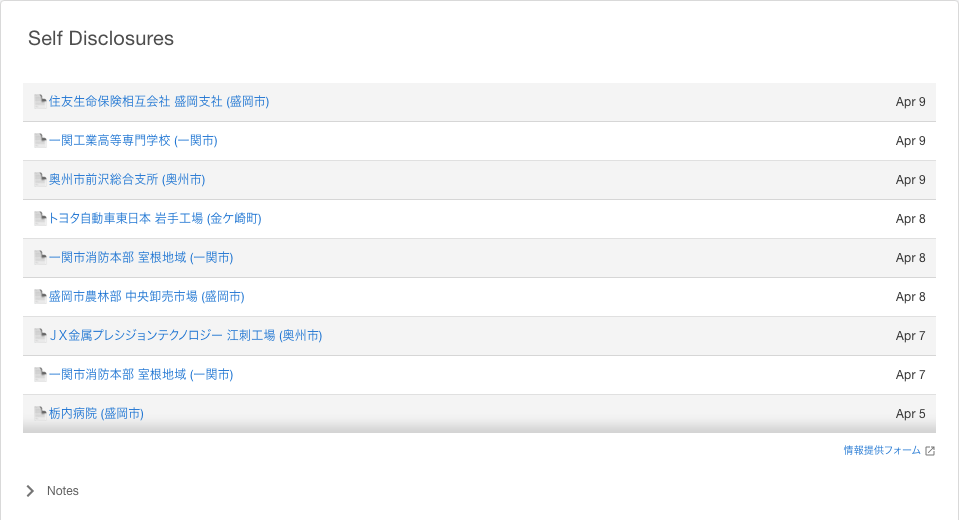 Self Disclosures
住友生命保険相互会社 盛岡支社 (盛岡市) Apr 9
一関工業高等専門学校 (一関市) Apr 9
奥州市前沢総合支所 (奥州市) Apr 9
トヨタ自動車東日本 岩手工場 (金ケ崎町) Apr 8
一関市消防本部 室根地域 (一関市) Apr 8
盛岡市農林部 中央卸売市場 (盛岡市) Apr 8
ＪＸ金属プレシジョンテクノロジー 江刺工場 (奥州市) Apr 7
一関市消防本部 室根地域 (一関市) Apr 7
栃内病院 (盛岡市) Apr 5
情報提供フォーム
Notes